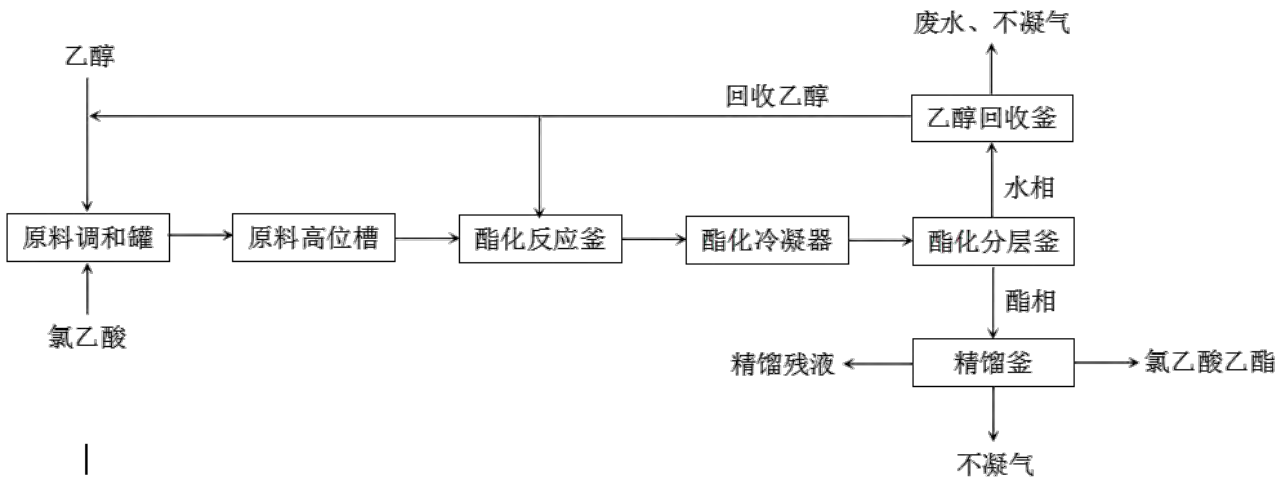 废水、不凝气
乙醇
回收乙醇
乙醇回收釜
水相
原料调和罐
原料高位槽
酯化反应釜
酯化冷凝器
酯化分层釜
酯相
氯乙酸
精馏残液
精馏釜
氯乙酸乙酯
不凝气